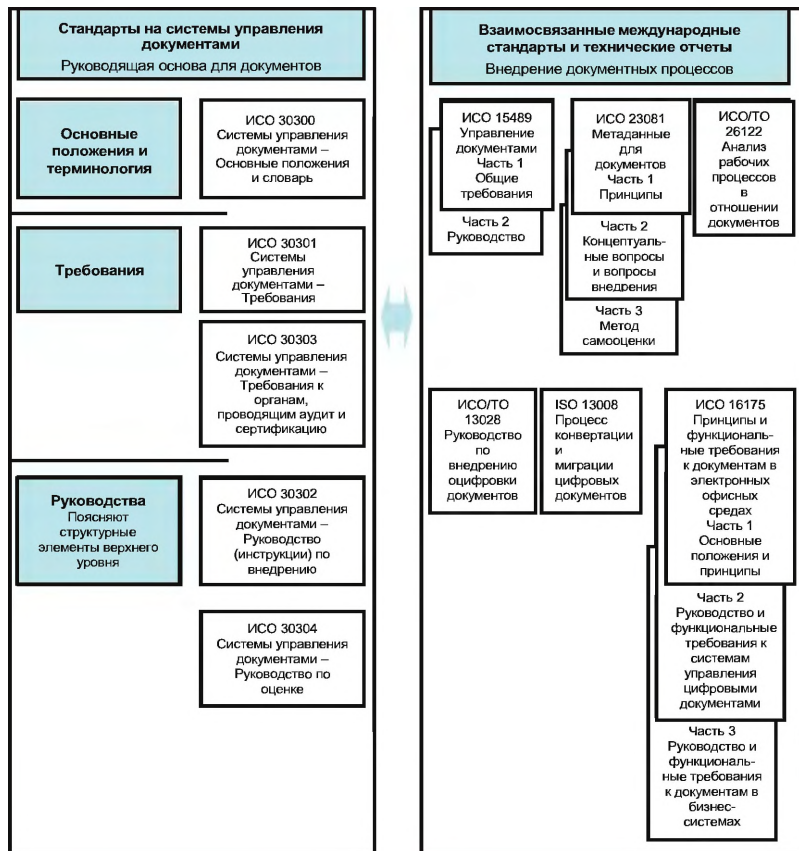 Стандарты на системы управления
документами
Руководящая основа для документов
Основные
положения и
терминология
ИСО 30300
Системы управления
документами –
Основные положения
и словарь
Требования
ИСО 30301
Системы
управления
документами –
Требования
ИСО 30303
Системы управления
документами –
Требования к
органам,
проводящим аудит и
сертификацию
Руководства
Поясняют
структурные
элементы верхнего
уровня
ИСО 30302
Системы управления
документами –
Руководство
(инструкции) по
внедрению
ИСО 30304
Системы управления
документами –
Руководство по
оценке
Взаимосвязанные международные
стандарты и технические отчеты
Внедрение документных процессов
ИСО 15489
Управление
документами
Часть 1
Общие
требования
Часть 2
Руководство
ИСО 23081
Метаданные
для
документов
Часть 1
Принципы
Часть 2
Концептуаль-
ные вопросы
и вопросы
внедрения
Часть 3
Метод
самооценки
ИСО/ТО
26122
Анализ
рабочих
процессов
в
отношении
документов
ИСО/ТО
13028
Руководство
по
внедрению
оцифровки
документов
ISO 13008
Процесс
конвертации
и
миграции
цифровых
документов
ИСО 16175
Принципы и
функциональ-
ные требования
к документам в
электронных
офисных
средах
Часть 1
Основные
положения и
принципы
Часть 2
Руководство и
функциональные
требования к
системам
управления
цифровыми
документами
Часть 3
Руководство и
функциональ-
ные требования
к документам в
бизнес-
системах